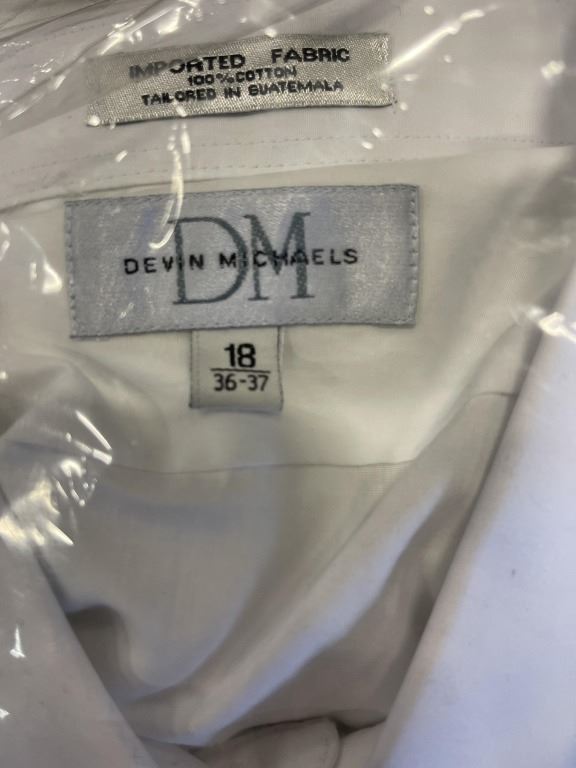 IMPORTED FABRIC
100% COTTON
TAILORED IN GUATEMALA
DM
DEVIN MICHAELS
18
36-37